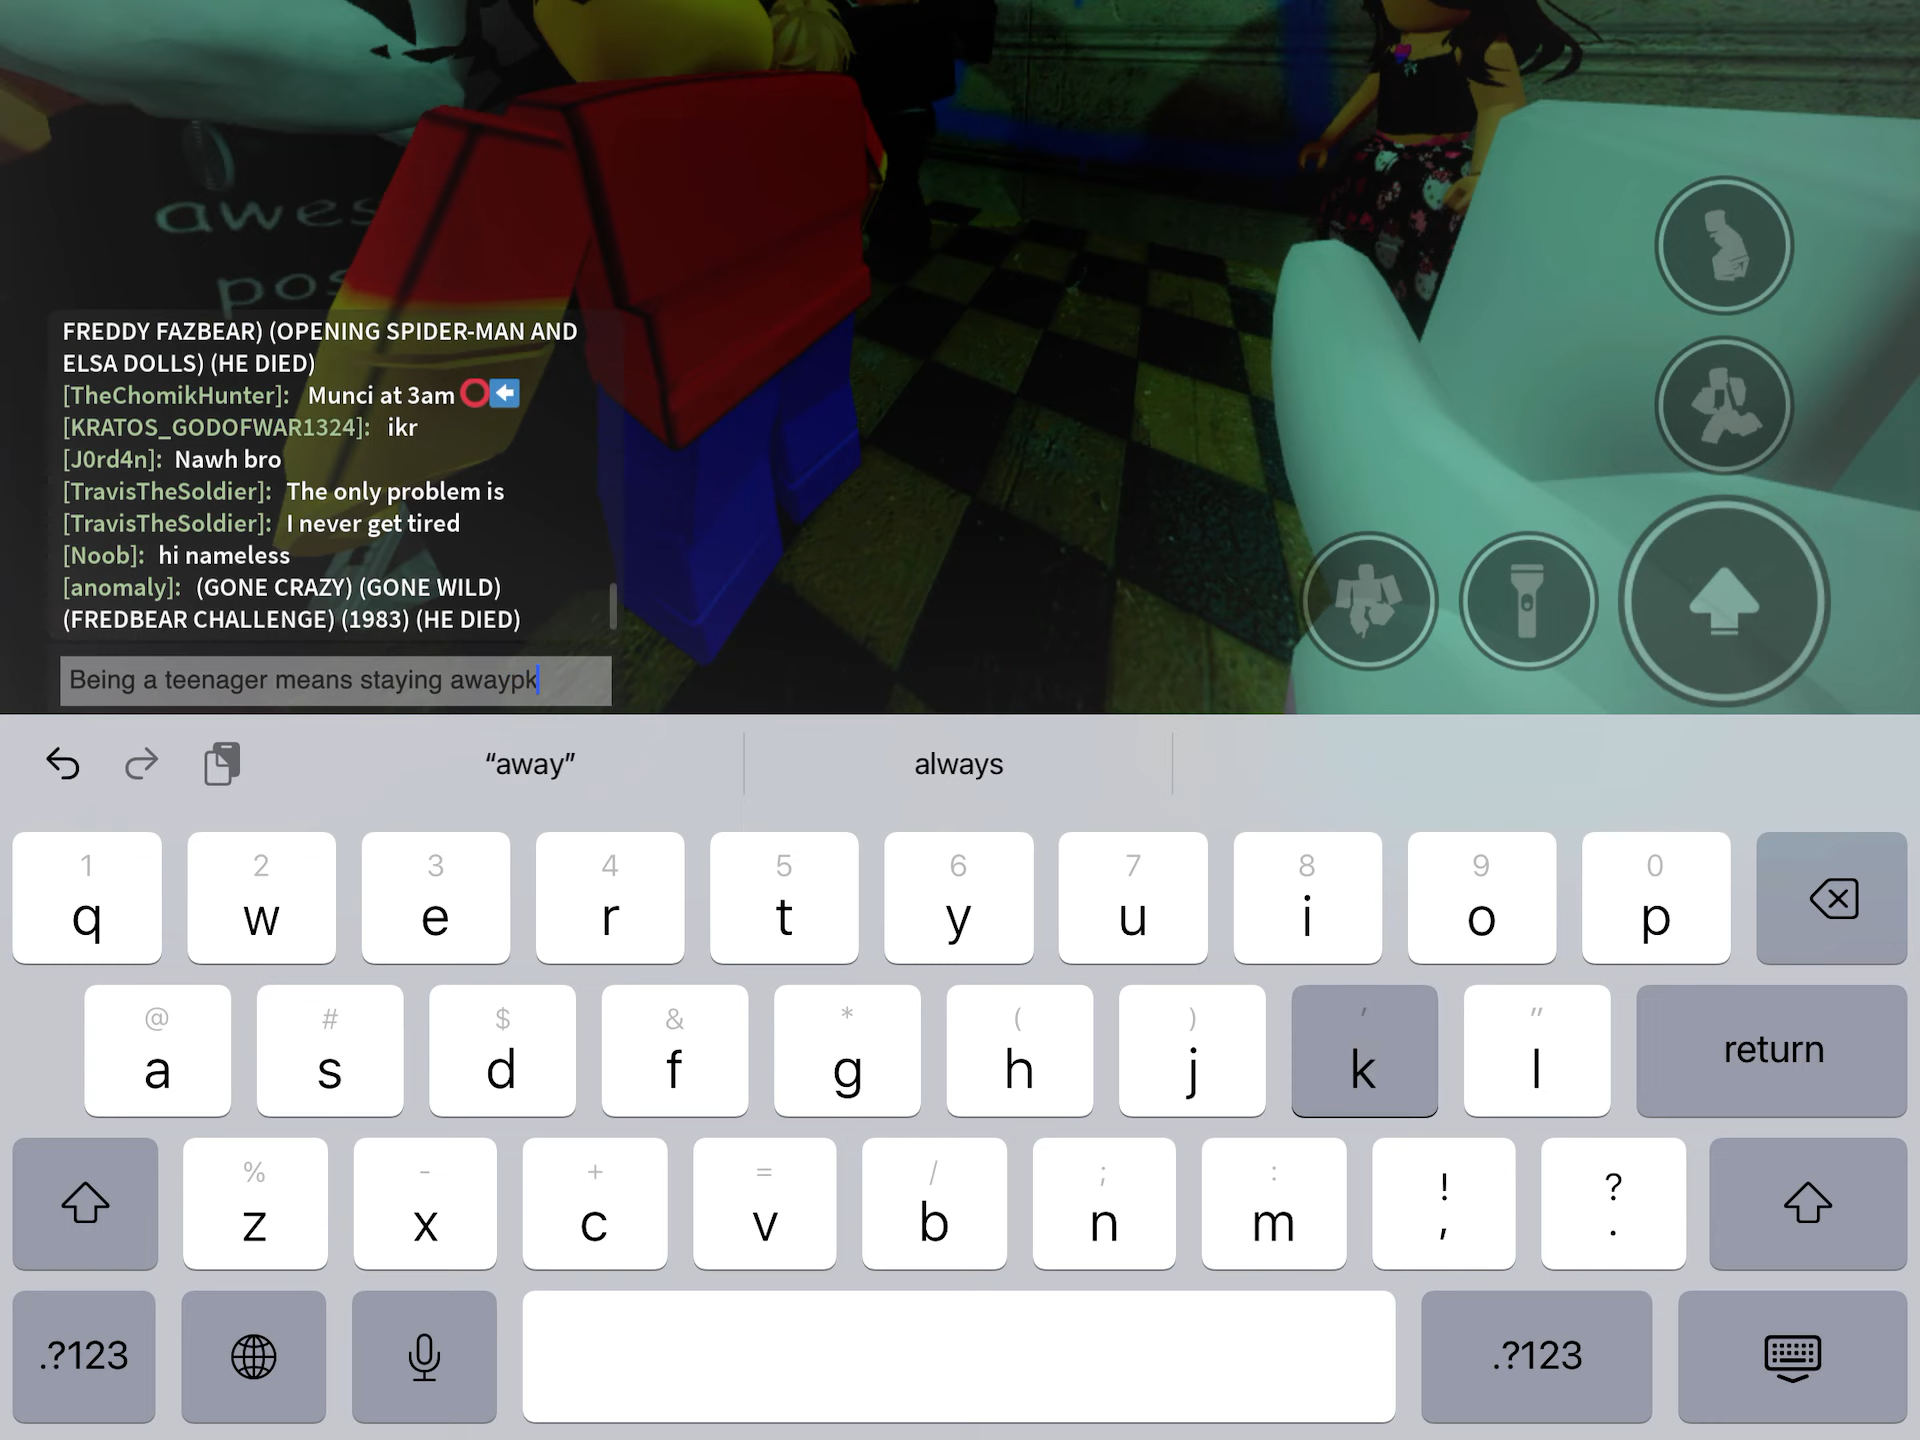 awes
pos
FREDDY FAZBEAR) (OPENING SPIDER-MAN AND
ELSA DOLLS) (HE DIED)
[TheChomikHunter]: Munci at 3am ⭕⬅️
[KRATOS_GODOFWAR1324]: ikr
[J0rd4n]: Nawh bro
[TravisTheSoldier]: The only problem is
[TravisTheSoldier]: I never get tired
[Noob]: hi nameless
[anomaly]: (GONE CRAZY) (GONE WILD)
(FREDBEAR CHALLENGE) (1983) (HE DIED)
Being a teenager means staying awaypk
“away” always
1 2 3 4 5 6 7 8 9 0
q w e r t y u i o p
@ # $ & * ( ) ' "
a s d f g h j k l return
% - + = / ; : ! ?
z x c v b n m , .
.?123 .?123